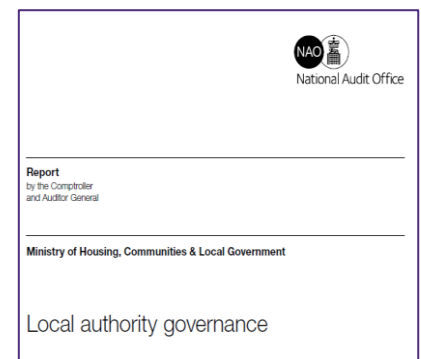 NAO
National Audit Office
Report
by the Comptroller
and Auditor General
Ministry of Housing, Communities & Local Government
Local authority governance